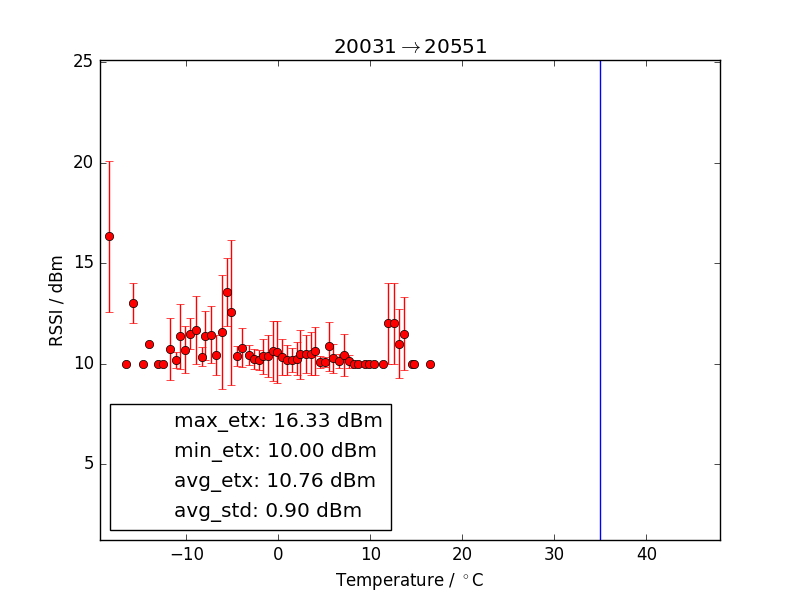 20031→20551
25
20
15
10
5
RSSI / dBm
max_etx: 16.33 dBm
min_etx: 10.00 dBm
avg_etx: 10.76 dBm
avg_std: 0.90 dBm
−10 0 10 20 30 40
Temperature / °C